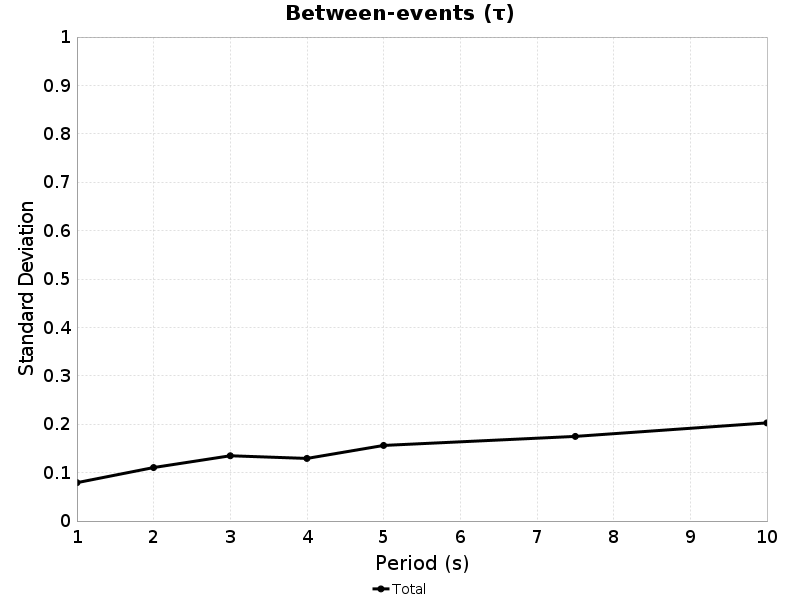 Between-events (τ)
Standard Deviation
1
0.9
0.8
0.7
0.6
0.5
0.4
0.3
0.2
0.1
0
1 2 3 4 5 6 7 8 9 10
Period (s)
Total